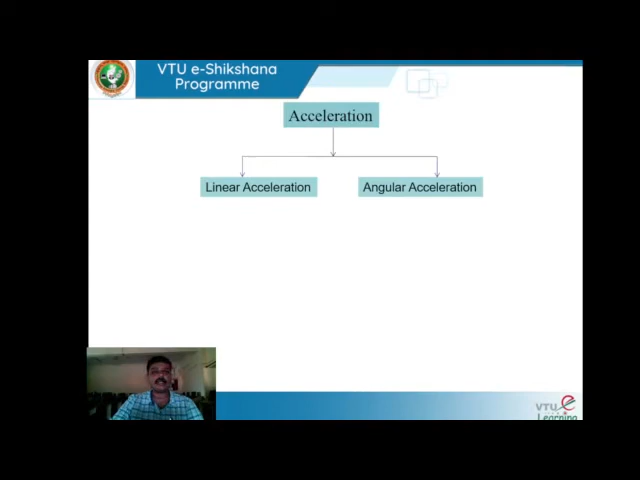 VTU e-Shikshana
Programme
Acceleration
Linear Acceleration
Angular Acceleration
VTU e
Learning